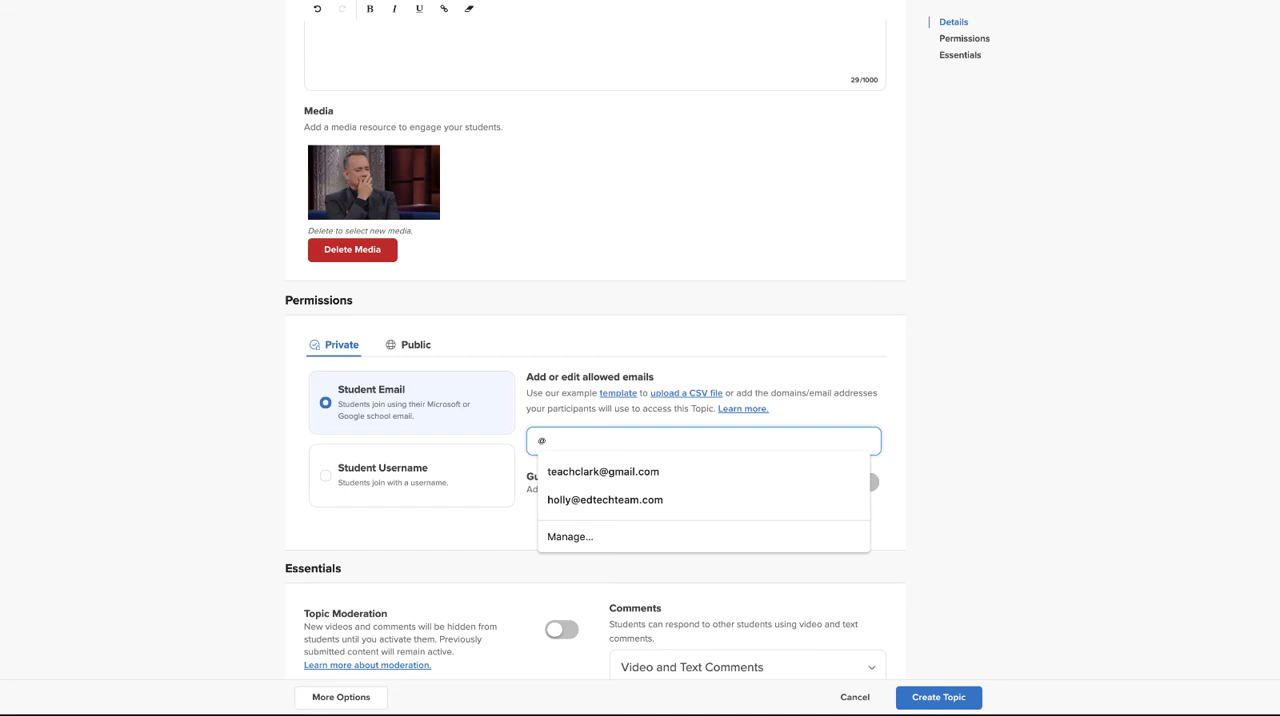 B I U
Details
Permissions
Essentials
29/1000
Media
Add a media resource to engage your students.
Delete to select new media.
Delete Media
Permissions
Private
Public
Student Email
Students join using their Microsoft or
Google school email.
Student Username
Students join with a username.
Add or edit allowed emails
Use our example template to upload a CSV file or add the domains/email addresses
your participants will use to access this Topic. Learn more.
@
teachclark@gmail.com
holly@edtechteam.com
Manage...
Essentials
Topic Moderation
New videos and comments will be hidden from
students until you activate them. Previously
submitted content will remain active.
Learn more about moderation.
Comments
Students can respond to other students using video and text
comments.
Video and Text Comments
More Options
Cancel
Create Topic